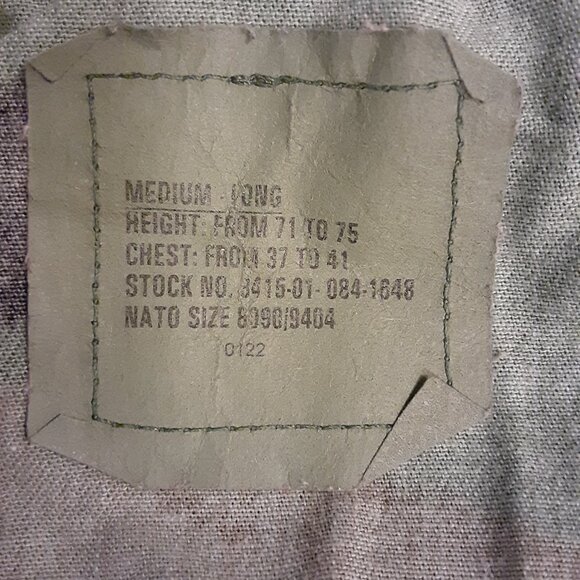 MEDIUM - LONG
HEIGHT: FROM 71 TO 75
CHEST: FROM 37 TO 41
STOCK NO. 8415-01-084-1648
NATO SIZE 8090/9404
0122